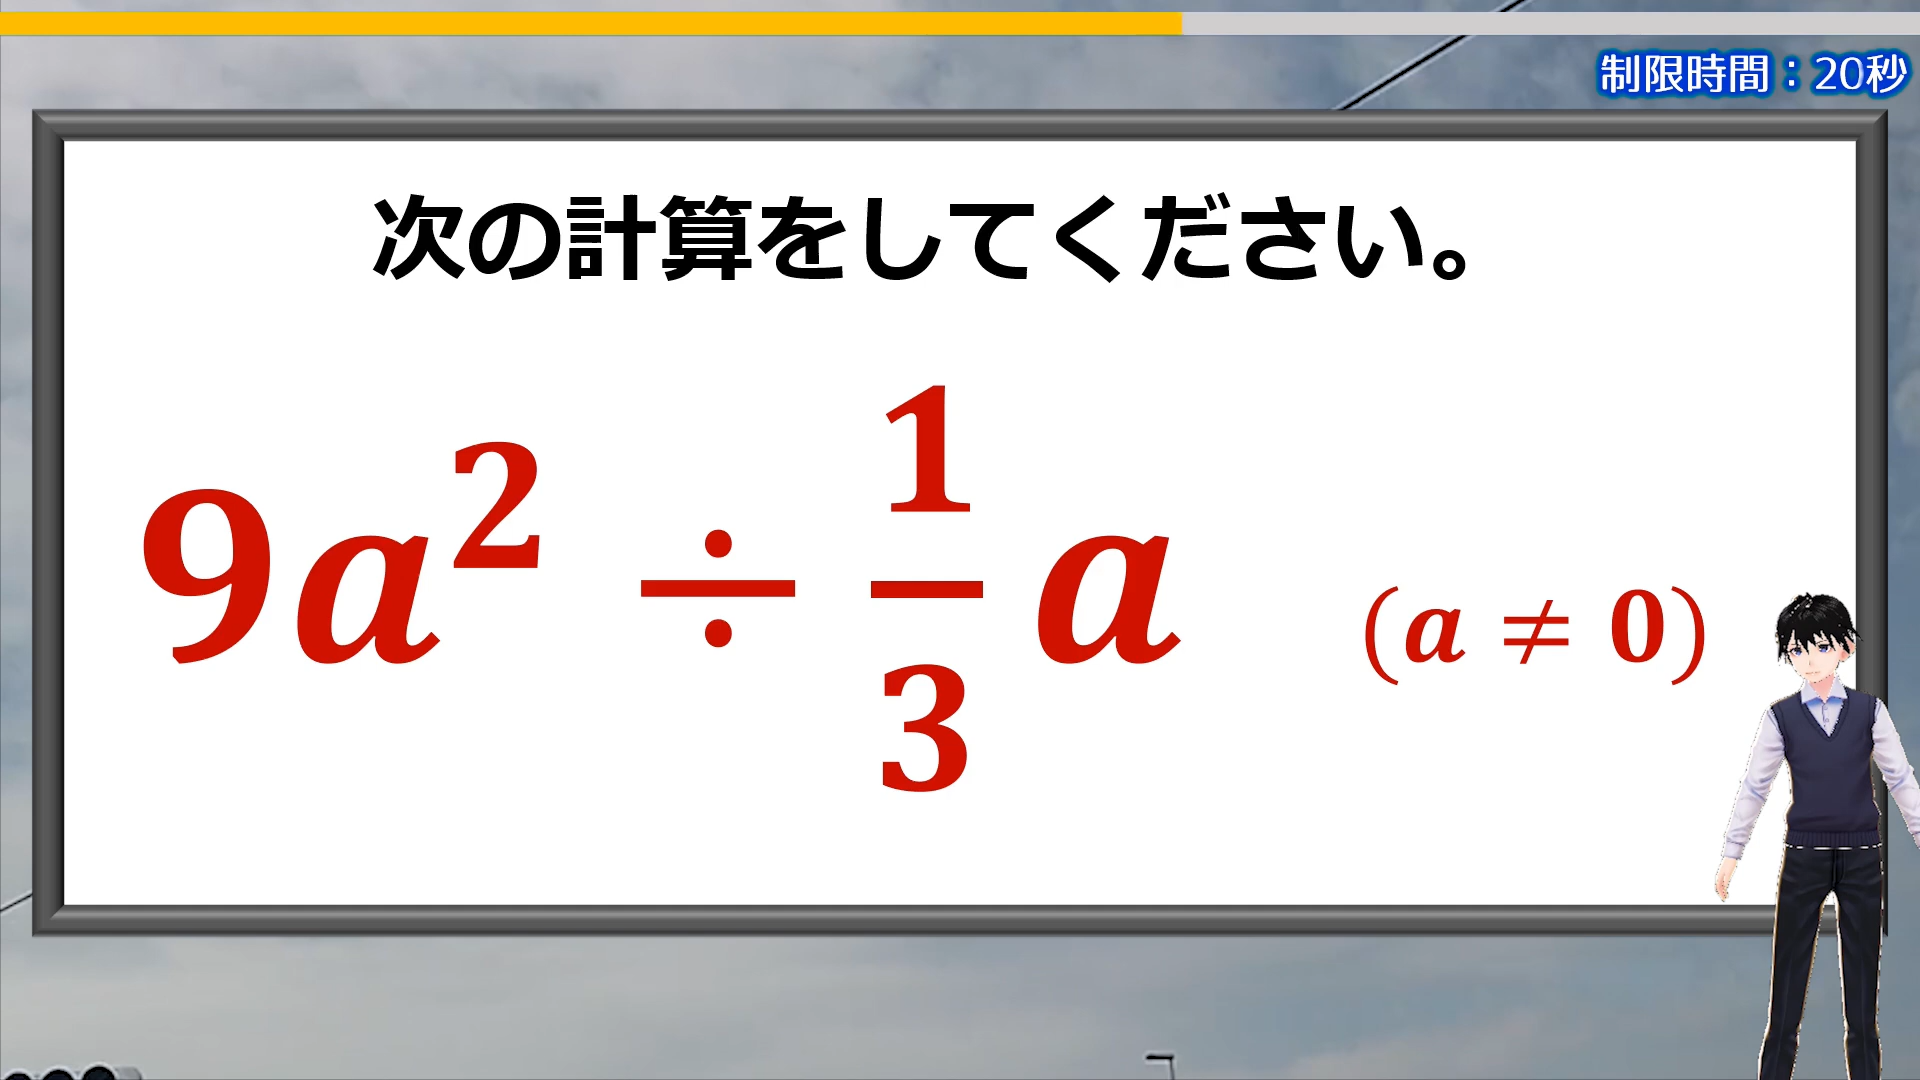 制限時間：20秒
次の計算をしてください。
9a² ÷ 1/3 a (a ≠ 0)